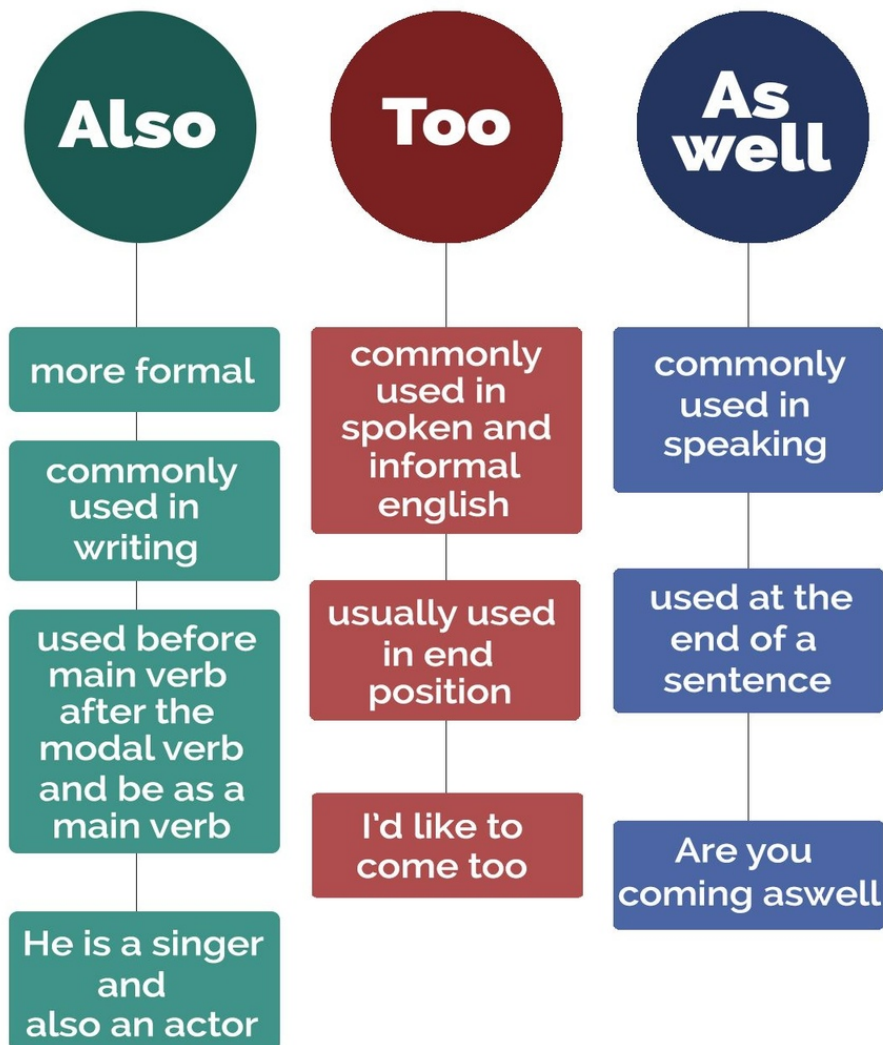 Also
more formal
commonly
used in
writing
used before
main verb
after the
modal verb
and be as a
main verb
He is a singer
and
also an actor
Too
commonly
used in
spoken and
informal
english
usually used
in end
position
I'd like to
come too
As
well
commonly
used in
speaking
used at the
end of a
sentence
Are you
coming aswell